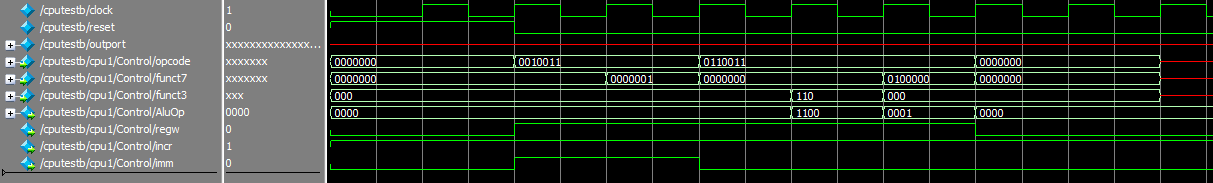 /cputestb/clock 1
/cputestb/reset 0
/cputestb/outport xxxxxxxxxxxxxx...
/cputestb/cpu1/Control/opcode xxxxxxx 0000000 0010011 0110011 0000000
/cputestb/cpu1/Control/funct7 xxxxxxx 0000000 0000001 0000000 0100000 0000000
/cputestb/cpu1/Control/funct3 xxx 000 110 000
/cputestb/cpu1/Control/AluOp 0000 0000 1100 0001 0000
/cputestb/cpu1/Control/regw 0
/cputestb/cpu1/Control/incr 1
/cputestb/cpu1/Control/imm 0